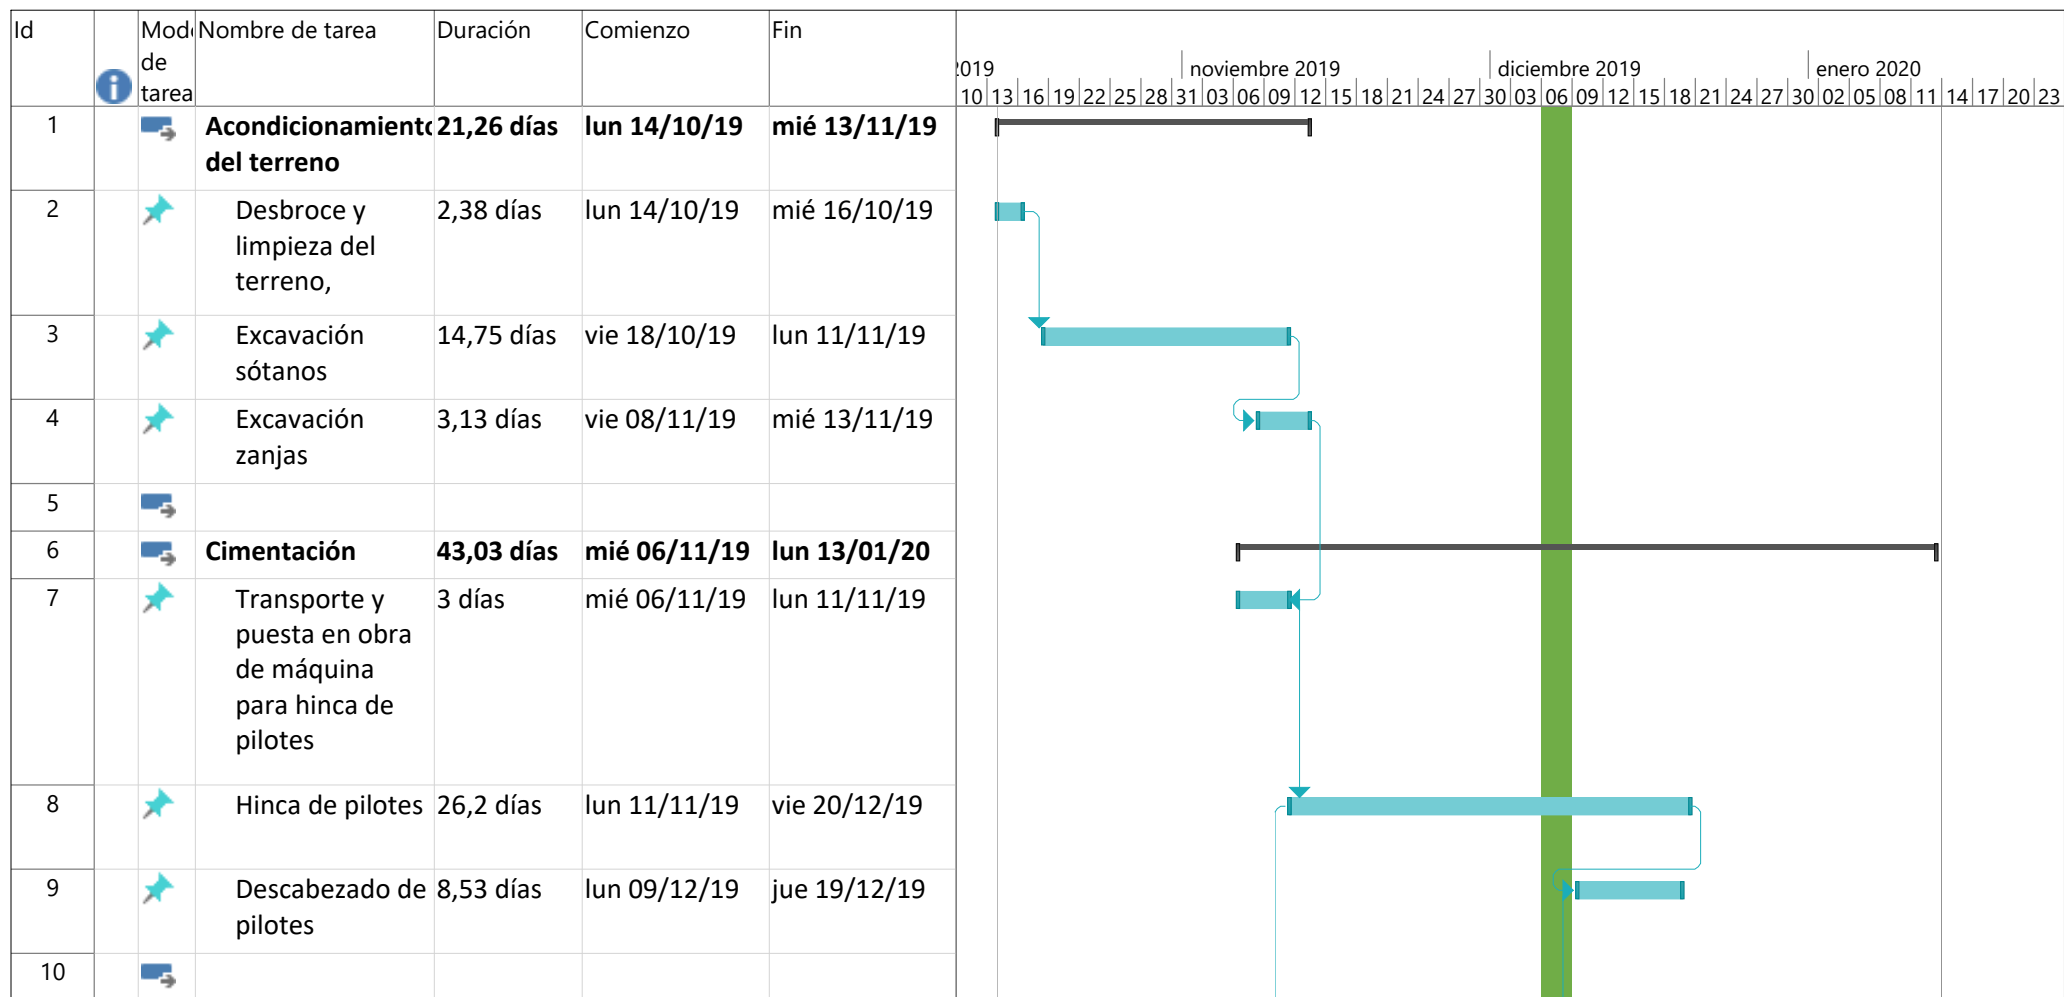 Id Modo de tarea Nombre de tarea Duración Comienzo Fin
2019 noviembre 2019 diciembre 2019 enero 2020
10 13 16 19 22 25 28 31 03 06 09 12 15 18 21 24 27 30 03 06 09 12 15 18 21 24 27 30 02 05 08 11 14 17 20 23
1 Acondicionamiento 21,26 días lun 14/10/19 mié 13/11/19
del terreno
2 Desbroce y 2,38 días lun 14/10/19 mié 16/10/19
limpieza del
terreno,
3 Excavación 14,75 días vie 18/10/19 lun 11/11/19
sótanos
4 Excavación 3,13 días vie 08/11/19 mié 13/11/19
zanjas
5
6 Cimentación 43,03 días mié 06/11/19 lun 13/01/20
7 Transporte y 3 días mié 06/11/19 lun 11/11/19
puesta en obra
de máquina
para hinca de
pilotes
8 Hinca de pilotes 26,2 días lun 11/11/19 vie 20/12/19
9 Descabezado de 8,53 días lun 09/12/19 jue 19/12/19
pilotes
10